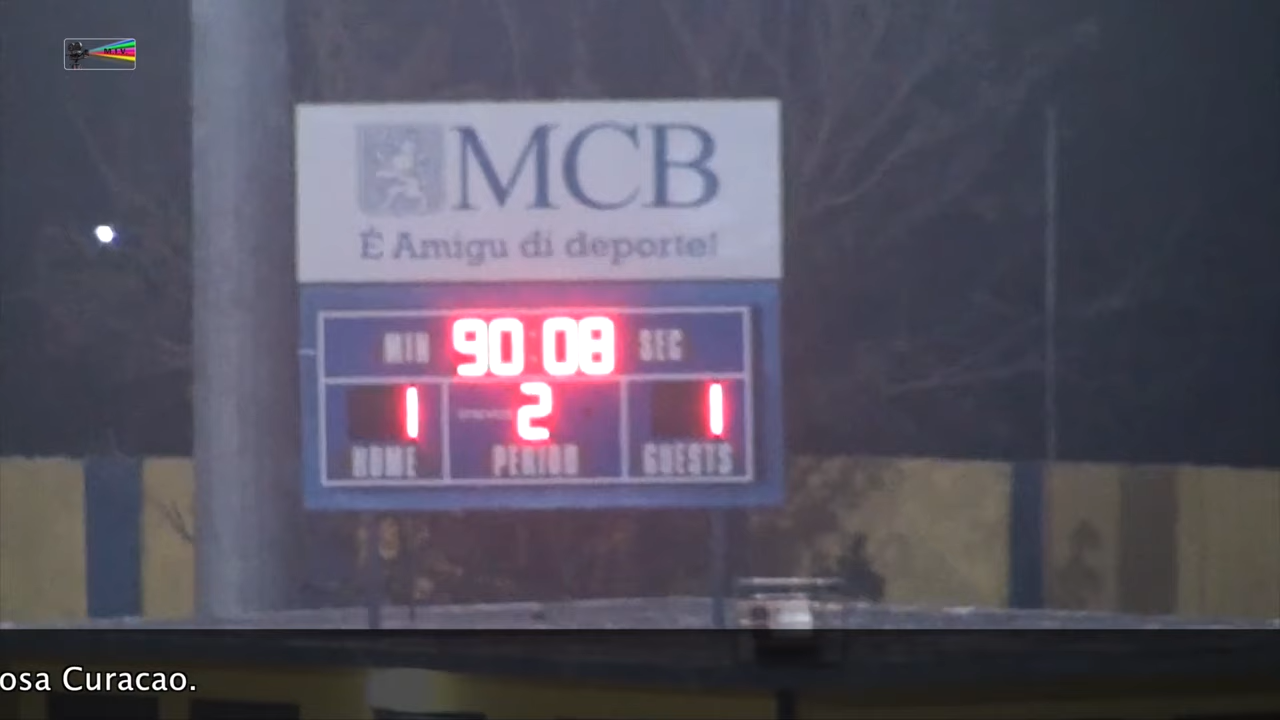 M.T.V.
MCB
É Amigu di deporte!
MIN 90:08 SEC
1 2 1
HOME PERIOD GUESTS
osa Curacao.